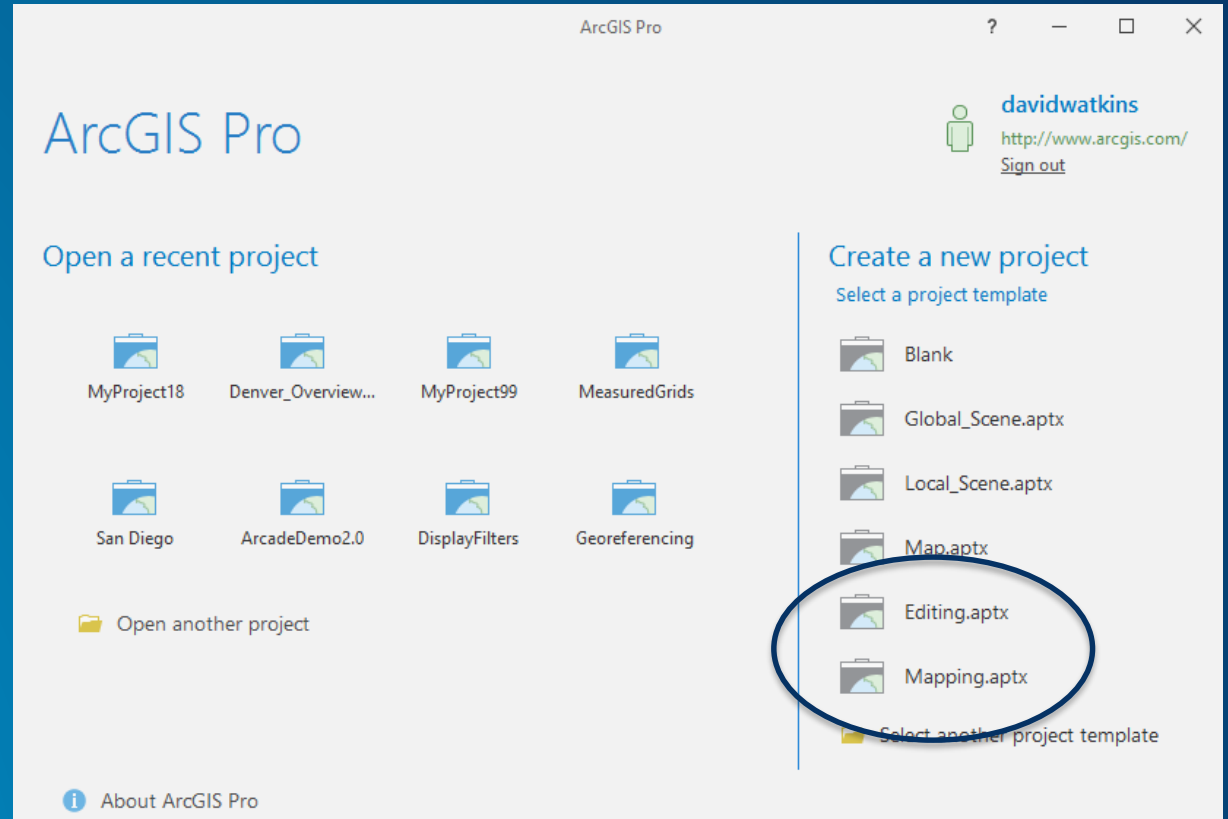 ArcGIS Pro
?
ArcGIS Pro
davidwatkins
http://www.arcgis.com/
Sign out
Open a recent project
MyProject18
Denver_Overview...
MyProject99
MeasuredGrids
San Diego
ArcadeDemo2.0
DisplayFilters
Georeferencing
Open another project
Create a new project
Select a project template
Blank
Global_Scene.aptx
Local_Scene.aptx
Map.aptx
Editing.aptx
Mapping.aptx
Select another project template
About ArcGIS Pro